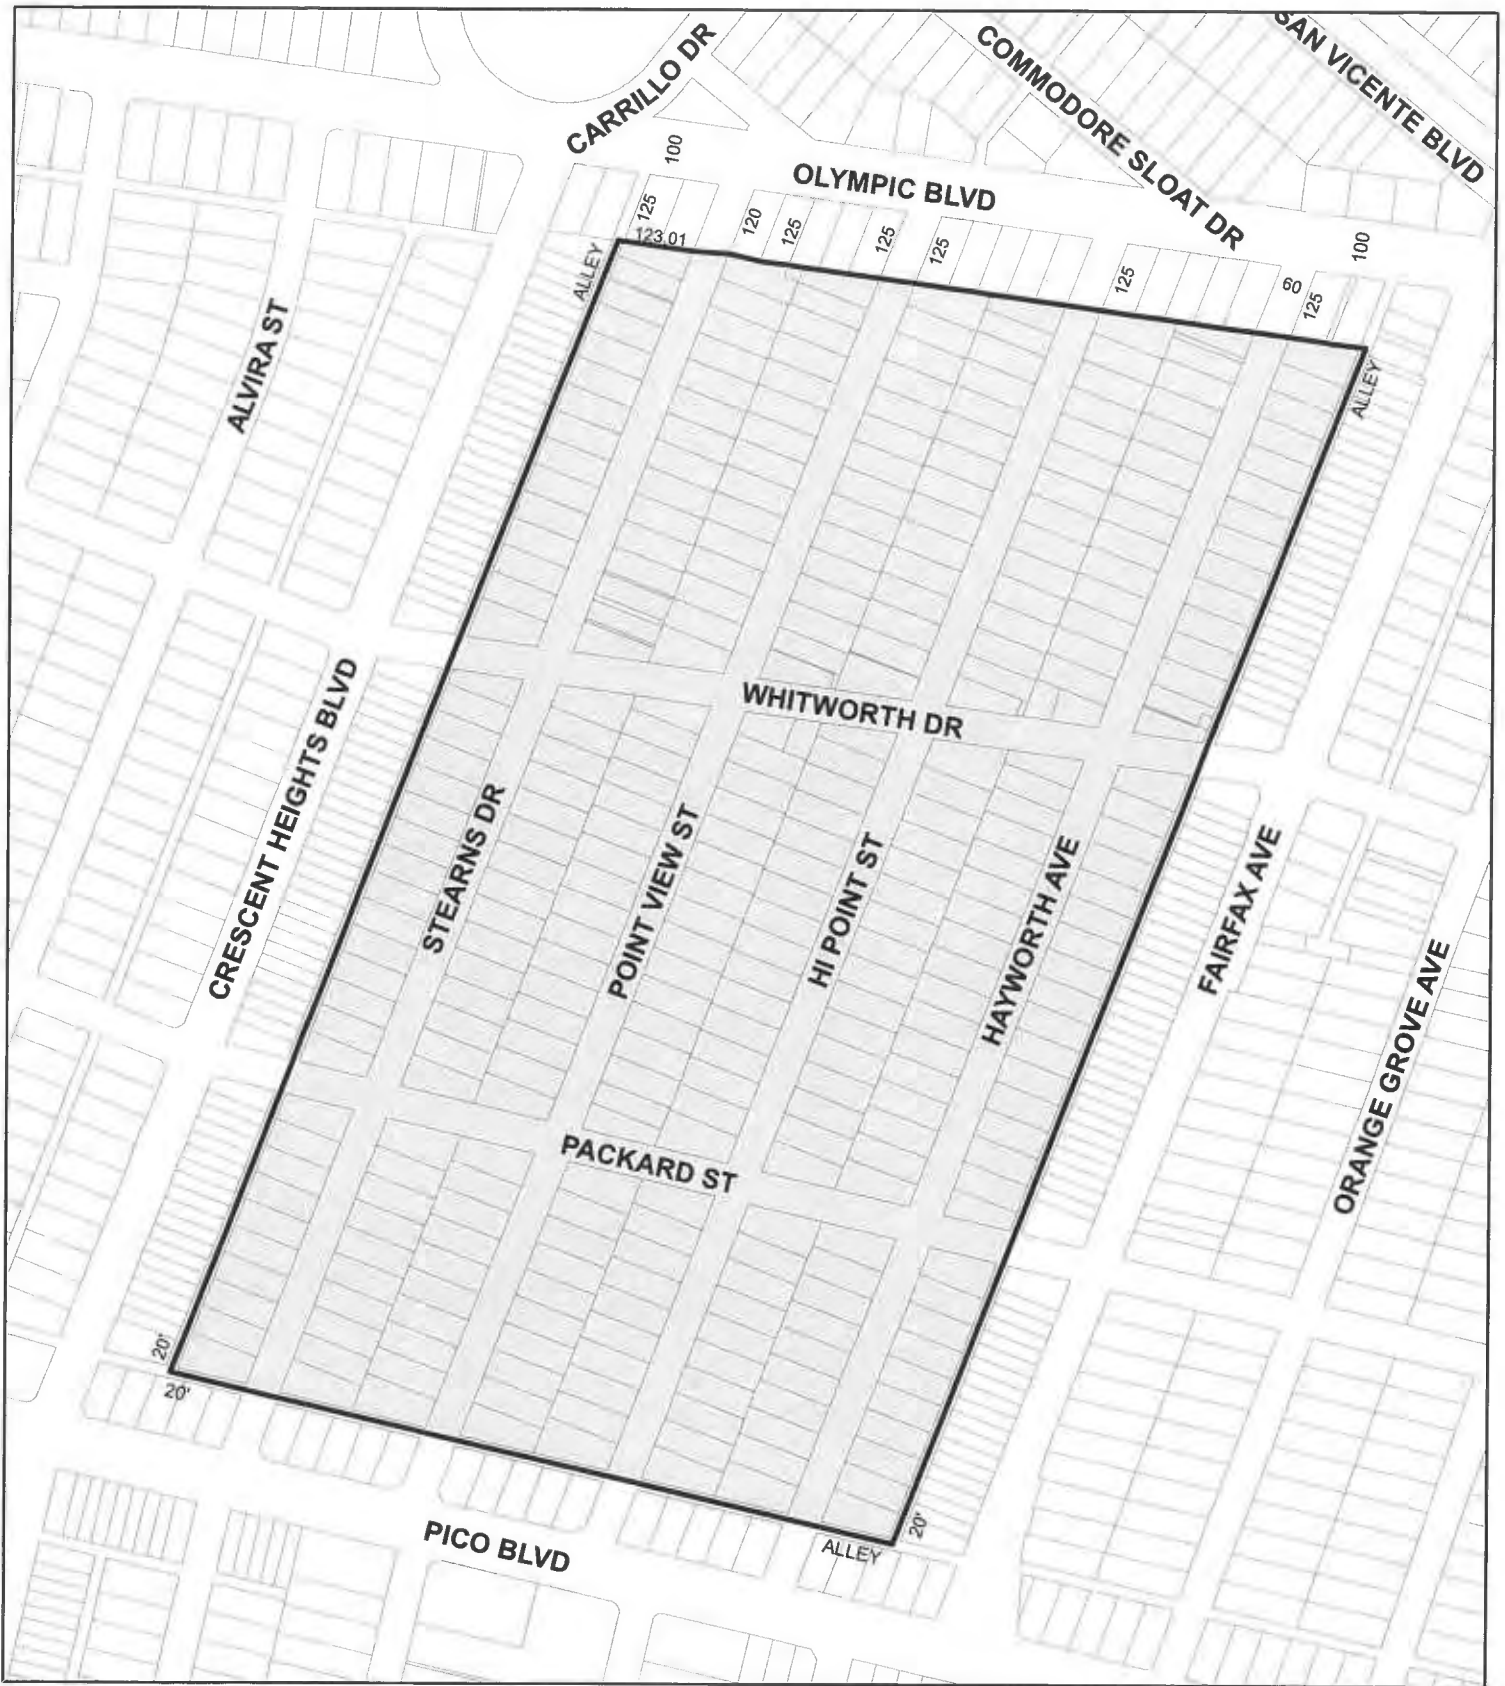 SAN VICENTE BLVD
COMMODORE SLOAT DR
CARRILLO DR
100
OLYMPIC BLVD
125
120
125
125
125
123.01
100
125
60
125
ALLEY
ALLEY
ALVIRA ST
WHITWORTH DR
CRESCENT HEIGHTS BLVD
STEARNS DR
POINT VIEW ST
HI POINT ST
HAYWORTH AVE
FAIRFAX AVE
ORANGE GROVE AVE
PACKARD ST
20'
20'
20'
ALLEY
PICO BLVD